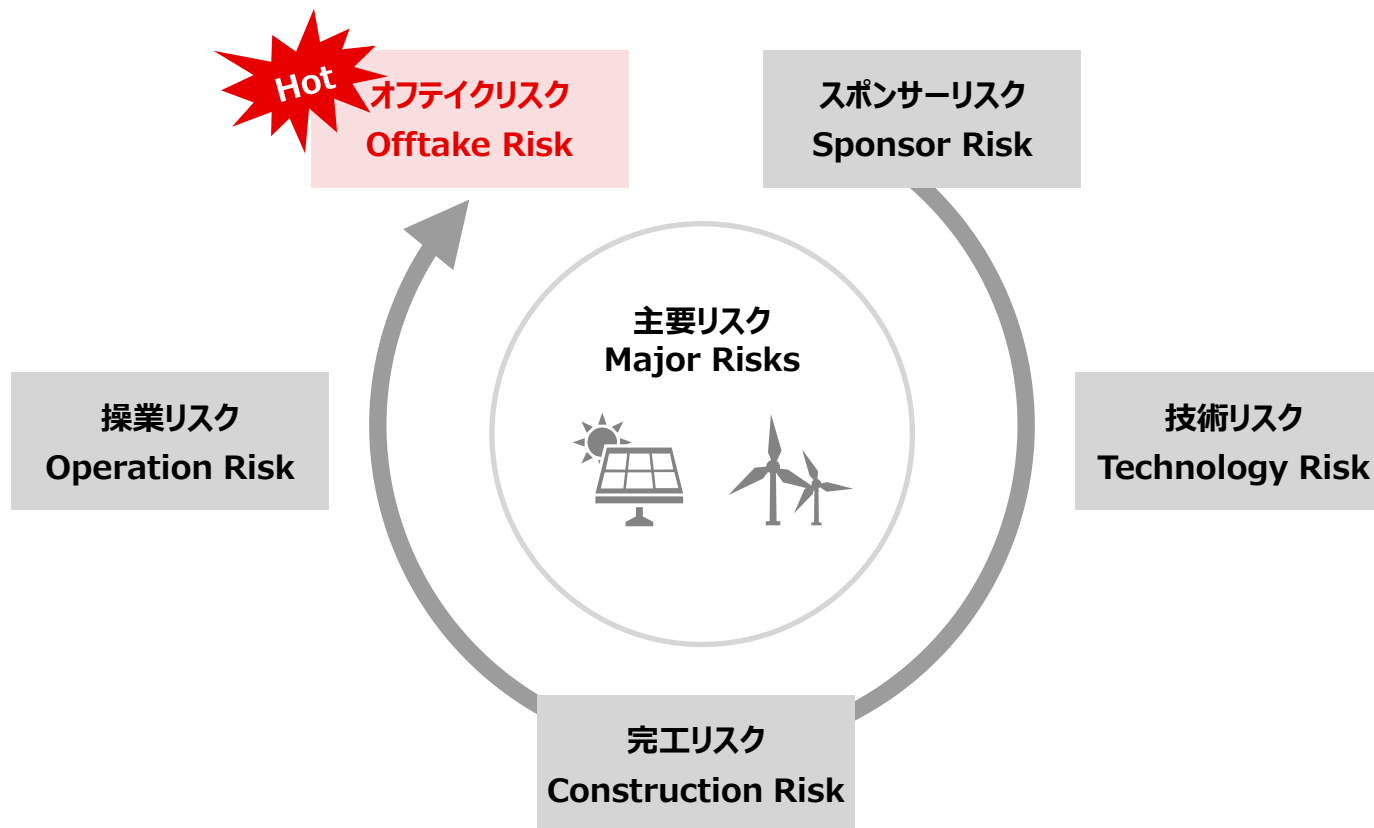 Hot
オフテイクリスク
Offtake Risk
スポンサーリスク
Sponsor Risk
主要リスク
Major Risks
操業リスク
Operation Risk
技術リスク
Technology Risk
完工リスク
Construction Risk